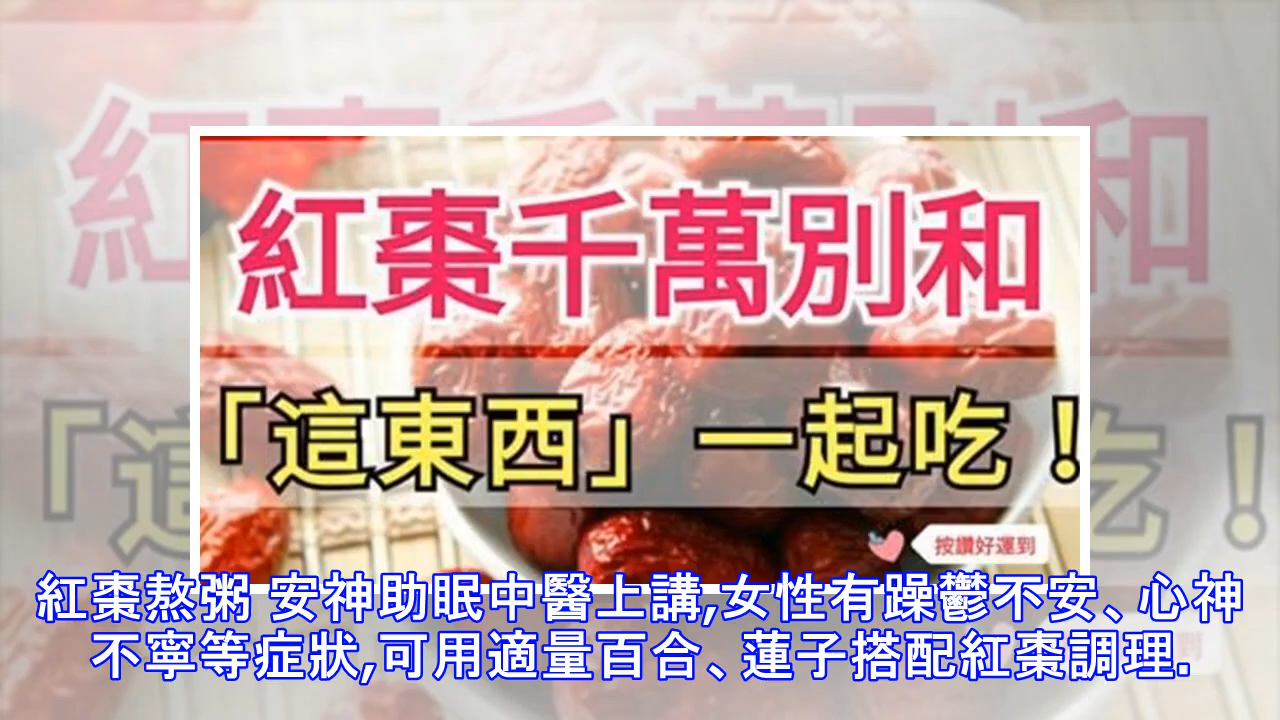 紅棗千萬別和
「這東西」一起吃！
按讚好運到
紅棗熬粥 安神助眠中醫上講,女性有躁鬱不安、心神
不寧等症狀,可用適量百合、蓮子搭配紅棗調理.